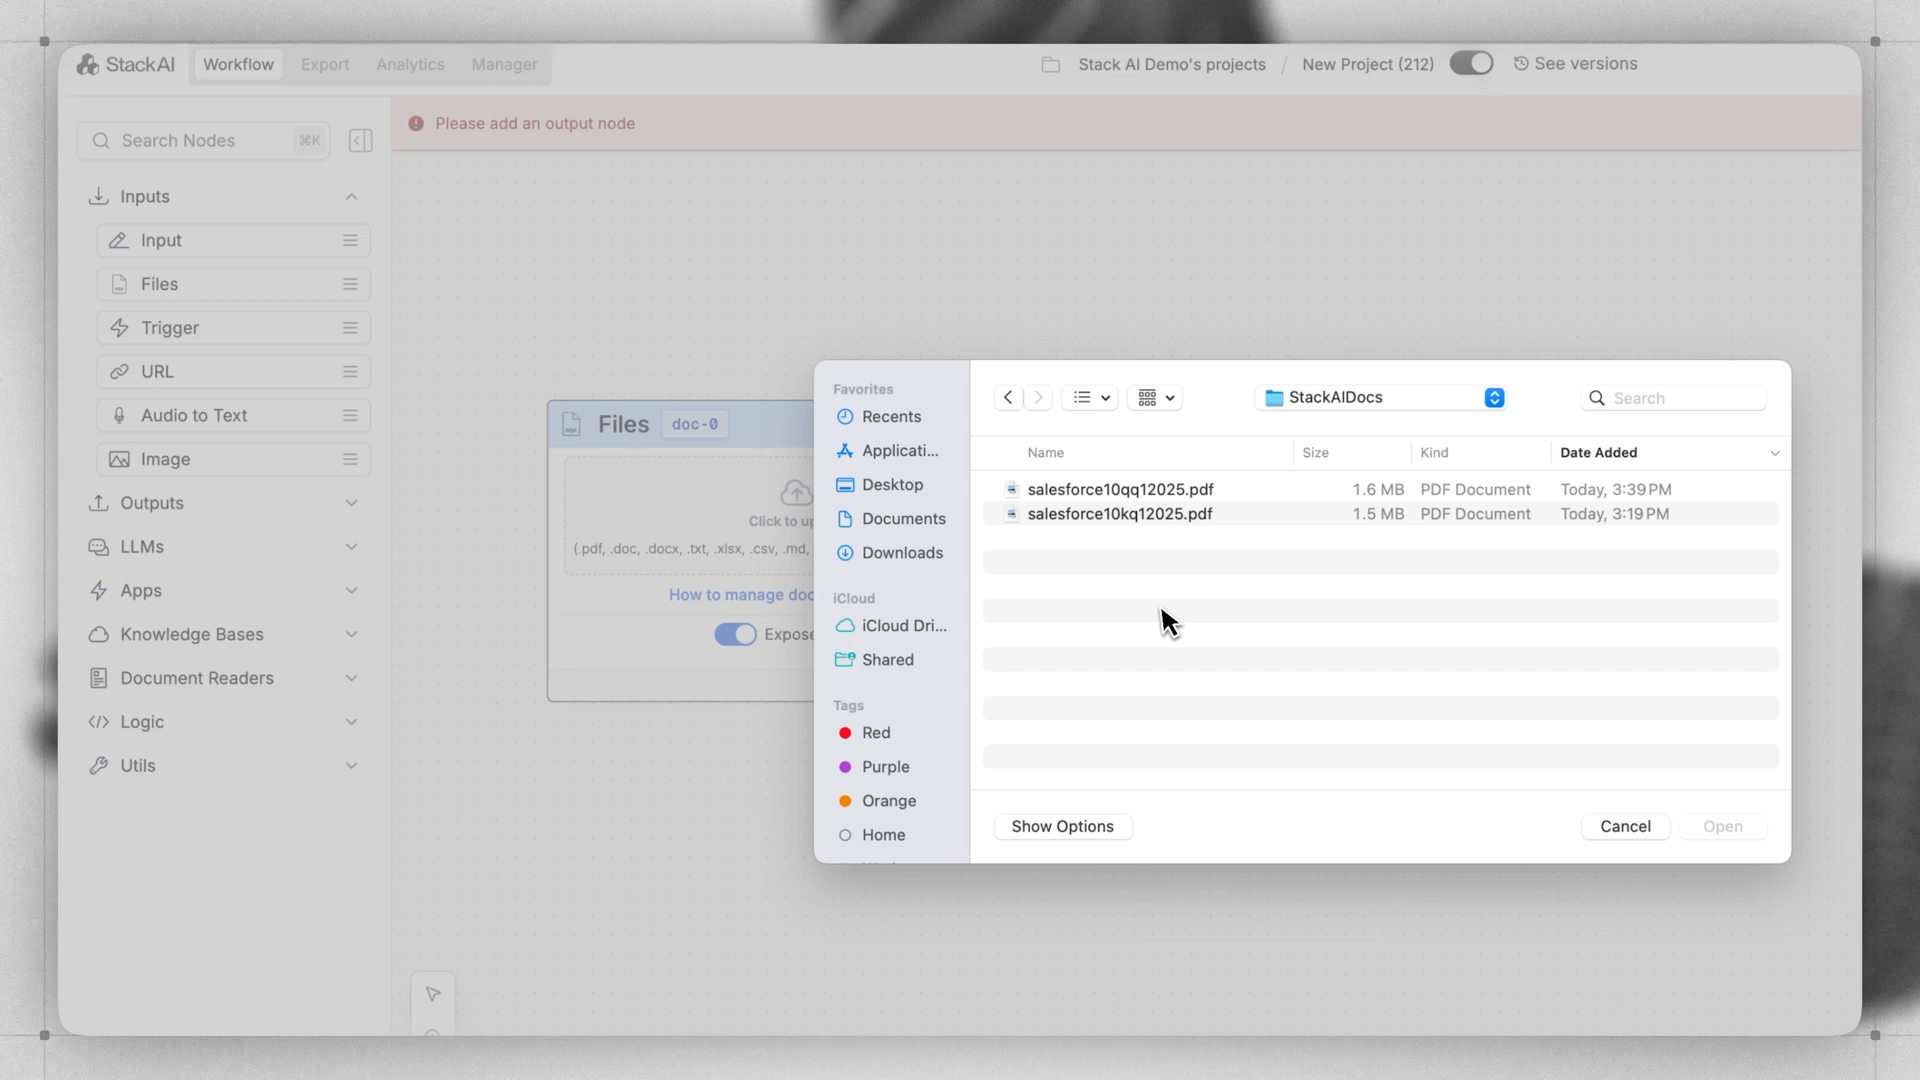 StackAI Workflow Export Analytics Manager Stack AI Demo's projects / New Project (212) See versions
Search Nodes ⌘K
Please add an output node
Inputs
Input
Files
Trigger
URL
Audio to Text
Image
Outputs
LLMs
Apps
Knowledge Bases
Document Readers
Logic
Utils
Files doc-0
Click to up
(.pdf, .doc, .docx, .txt, .xlsx, .csv, .md,
How to manage doc
Expose
Favorites
Recents
Applicati...
Desktop
Documents
Downloads
iCloud
iCloud Dri...
Shared
Tags
Red
Purple
Orange
Home
StackAIDocs
Search
Name Size Kind Date Added
salesforce10qq12025.pdf 1.6 MB PDF Document Today, 3:39 PM
salesforce10kq12025.pdf 1.5 MB PDF Document Today, 3:19 PM
Show Options Cancel Open